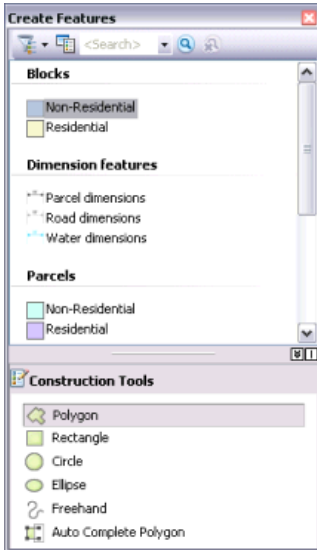 Create Features
<Search>
Blocks
Non-Residential
Residential
Dimension features
Parcel dimensions
Road dimensions
Water dimensions
Parcels
Non-Residential
Residential
Construction Tools
Polygon
Rectangle
Circle
Ellipse
Freehand
Auto Complete Polygon